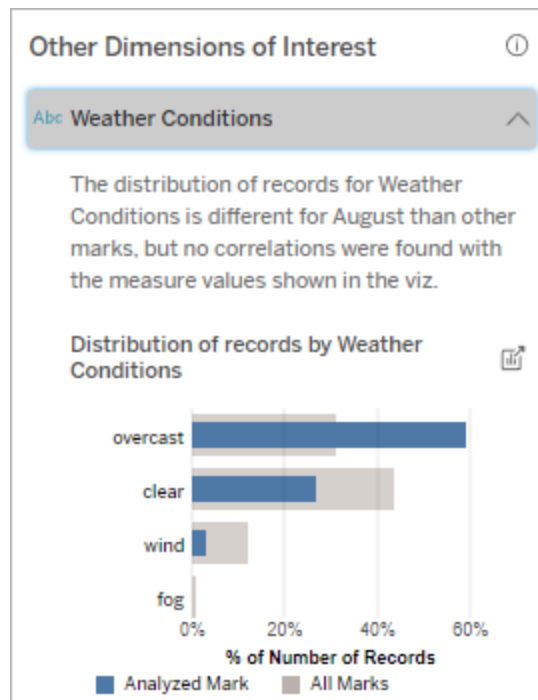 Other Dimensions of Interest
Abc Weather Conditions
The distribution of records for Weather
Conditions is different for August than other
marks, but no correlations were found with
the measure values shown in the viz.
Distribution of records by Weather
Conditions
overcast
clear
wind
fog
0% 20% 40% 60%
% of Number of Records
Analyzed Mark All Marks